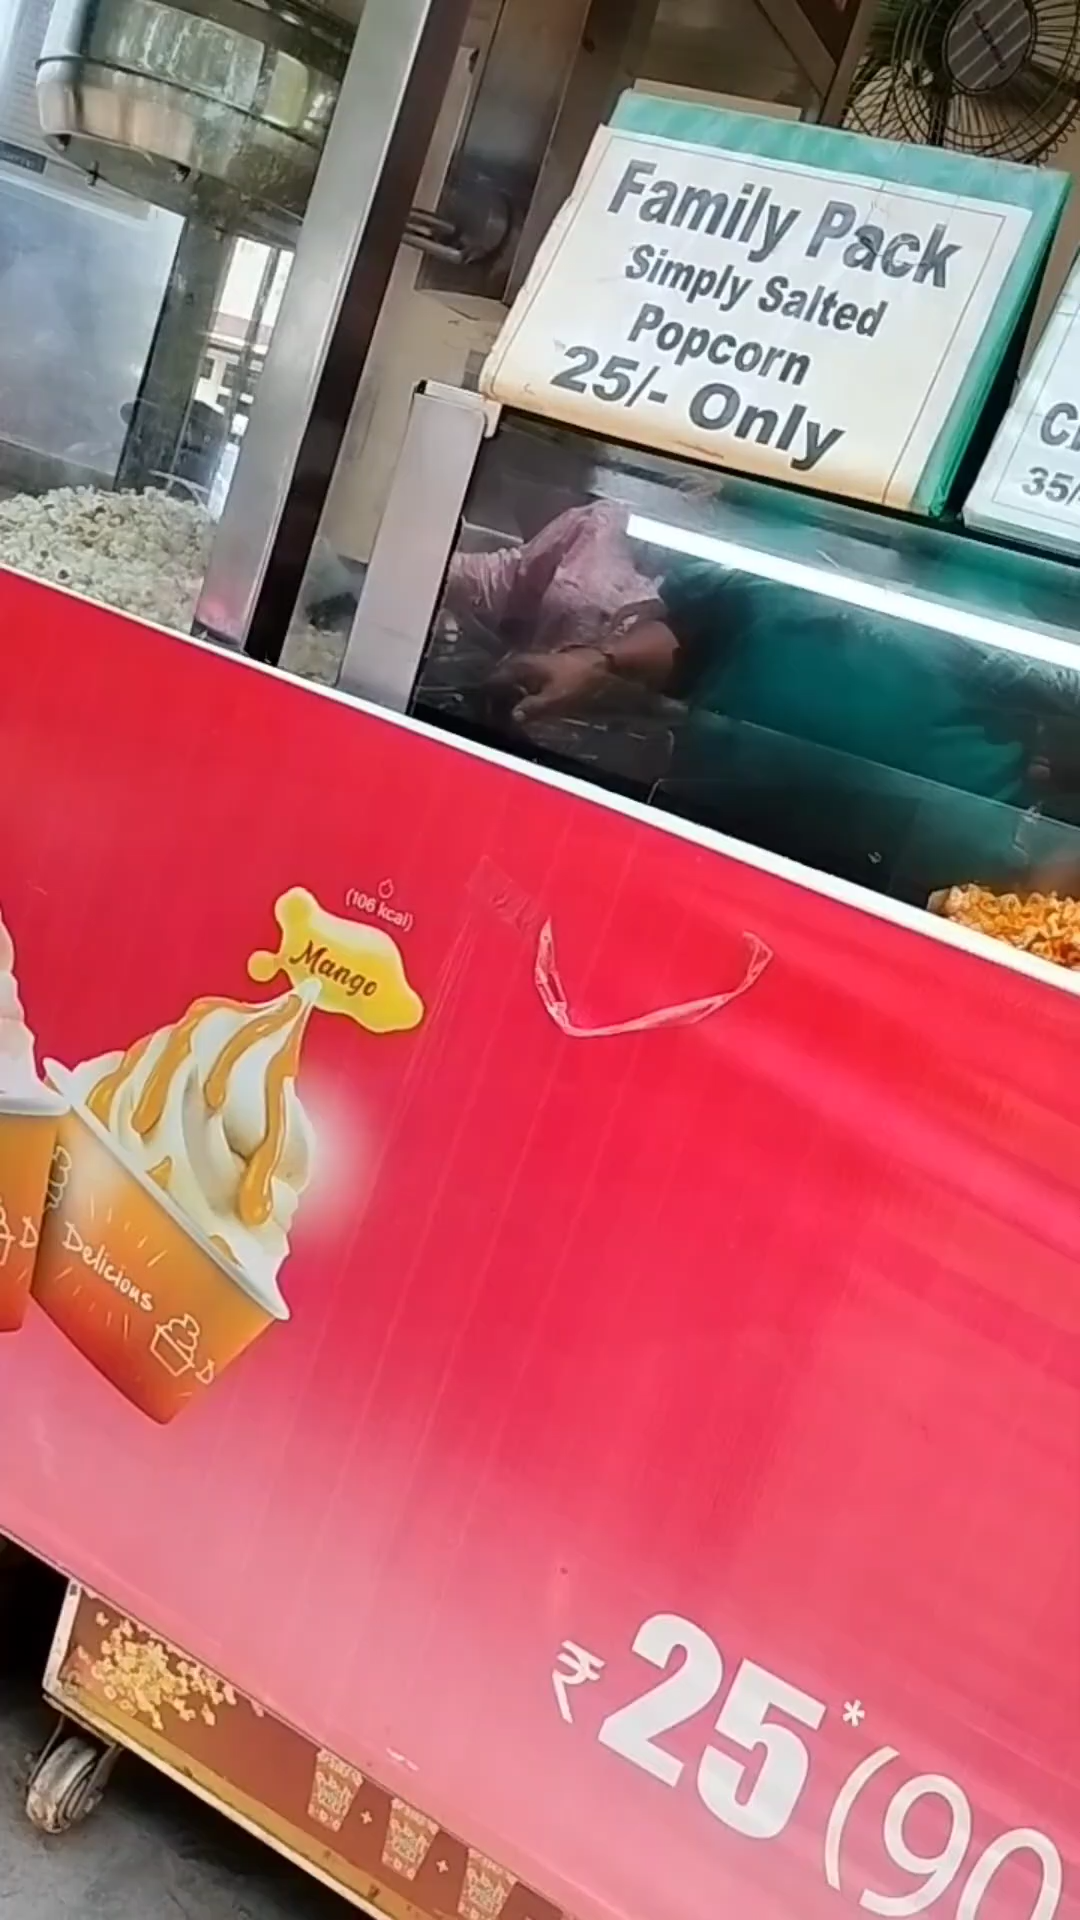 Family Pack
Simply Salted
Popcorn
25/- Only
35/
(106 kcal)
Mango
Delicious
₹25*(90